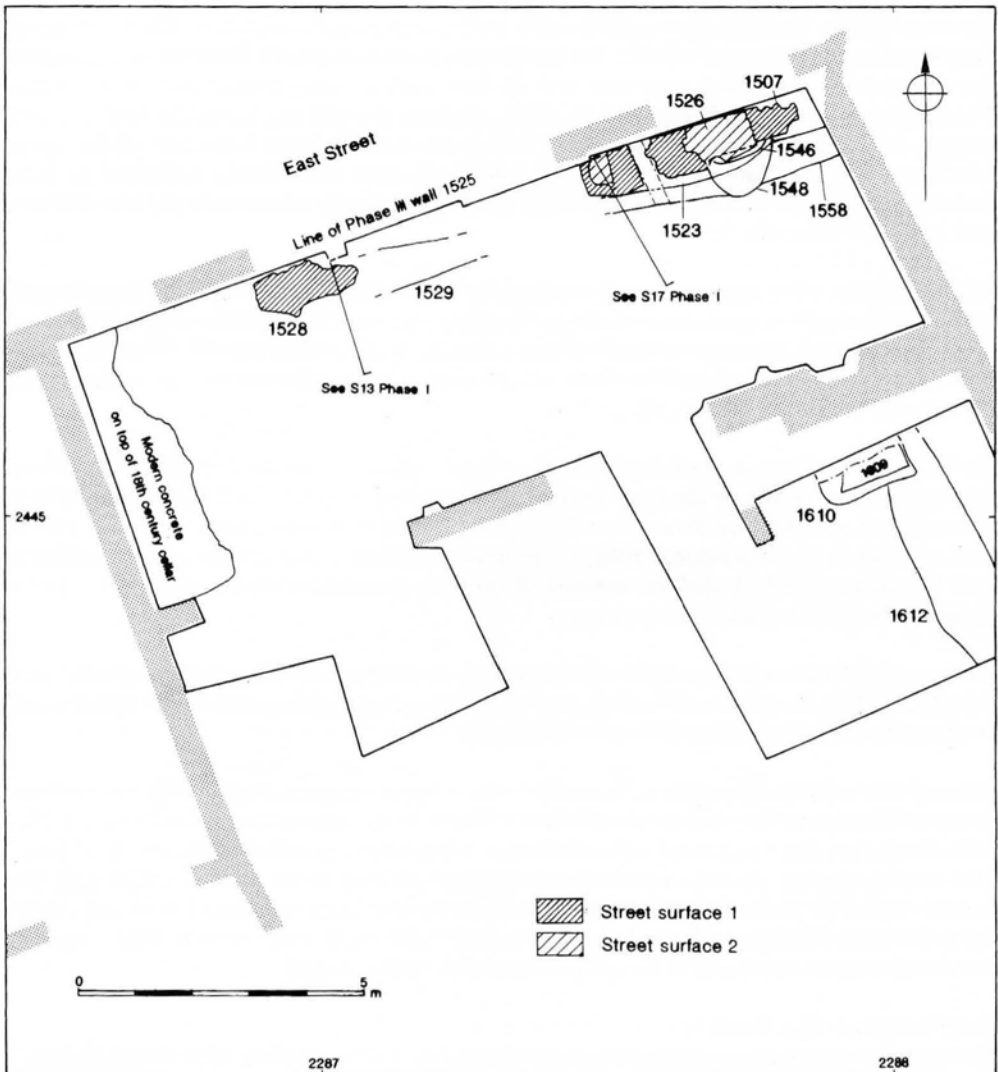 1507
1526
East Street
1546
Line of Phase III wall 1525
1548
1558
1523
See S17 Phase I
1529
1528
See S13 Phase I
Modern concrete
on top of 18th century cellar
1609
2445
1610
1612
Street surface 1
Street surface 2
0
5
m
2287
2288